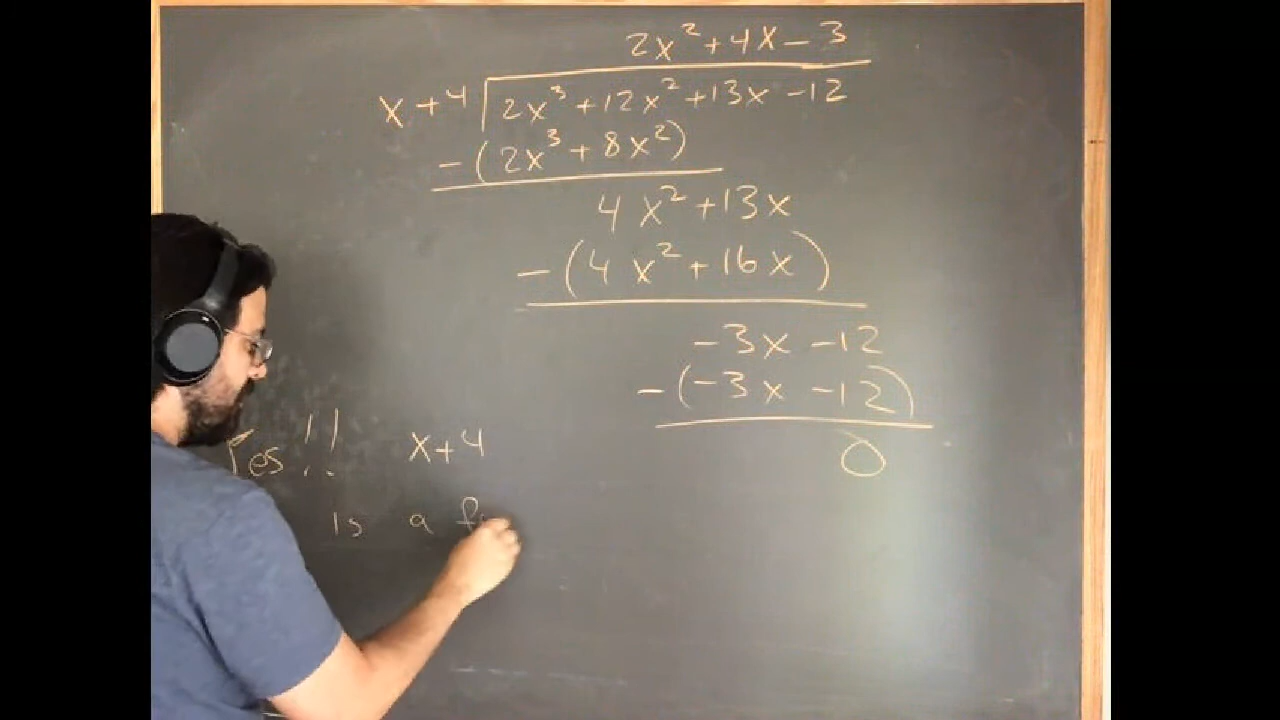 2x² + 4x - 3
x + 4 2x³ + 12x² + 13x - 12
- (2x³ + 8x²)
4x² + 13x
- (4x² + 16x)
-3x - 12
- (-3x - 12)
0
Yes!! x + 4
is a